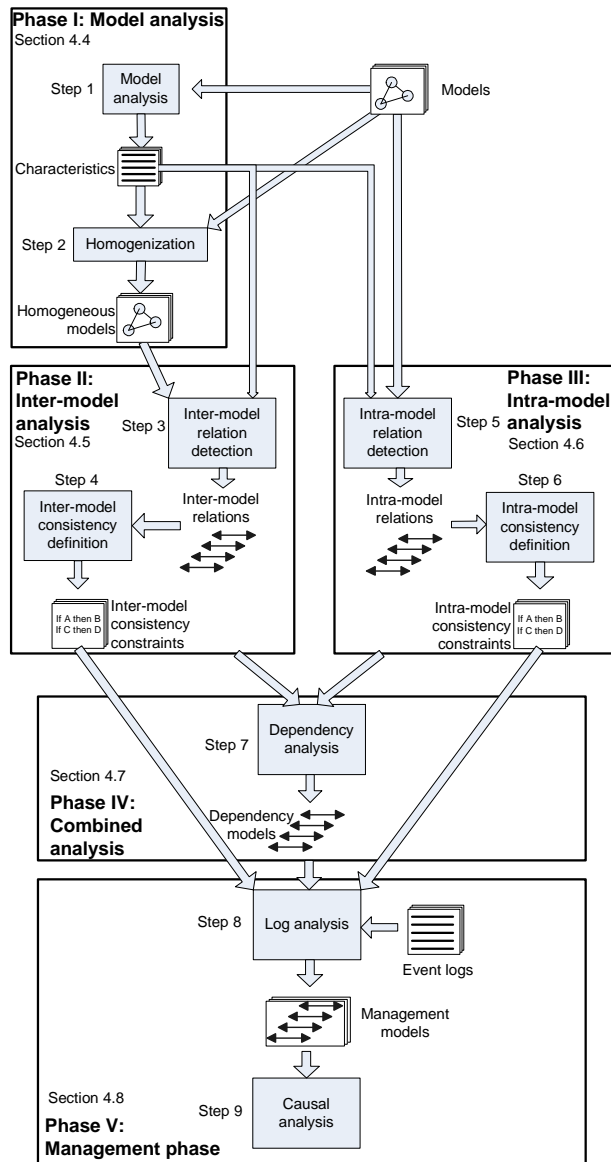 Phase I: Model analysis
Section 4.4
Step 1
Model
analysis
Models
Characteristics
Step 2
Homogenization
Homogeneous
models
Phase II:
Inter-model
analysis
Section 4.5
Step 3
Inter-model
relation
detection
Step 4
Inter-model
consistency
definition
Inter-model
relations
If A then B
If C then D
Inter-model
consistency
constraints
Phase III:
Intra-model
analysis
Section 4.6
Intra-model
relation
detection
Step 5
Step 6
Intra-model
relations
Intra-model
consistency
definition
Intra-model
consistency
constraints
If A then B
If C then D
Step 7
Dependency
analysis
Section 4.7
Phase IV:
Combined
analysis
Dependency
models
Step 8
Log analysis
Event logs
Management
models
Section 4.8
Step 9
Causal
analysis
Phase V:
Management phase